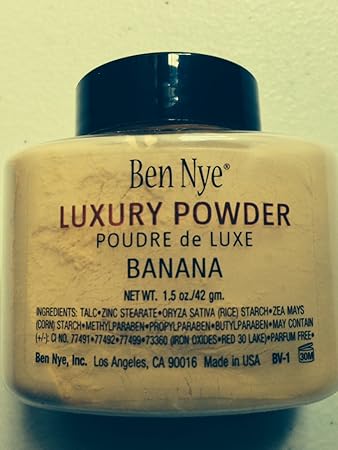 Ben Nye®
LUXURY POWDER
POUDRE de LUXE
BANANA
NET WT. 1.5 oz./42 gm.
INGREDIENTS: TALC•ZINC STEARATE•ORYZA SATIVA (RICE) STARCH•ZEA MAYS
(CORN) STARCH•METHYLPARABEN•PROPYLPARABEN•BUTYLPARABEN•MAY CONTAIN
(+/-): CI NO. 77491•77492•77499•73360 (IRON OXIDES•RED 30 LAKE)•PARFUM FREE•
Ben Nye, Inc. Los Angeles, CA 90016 Made in USA BV-1 30M